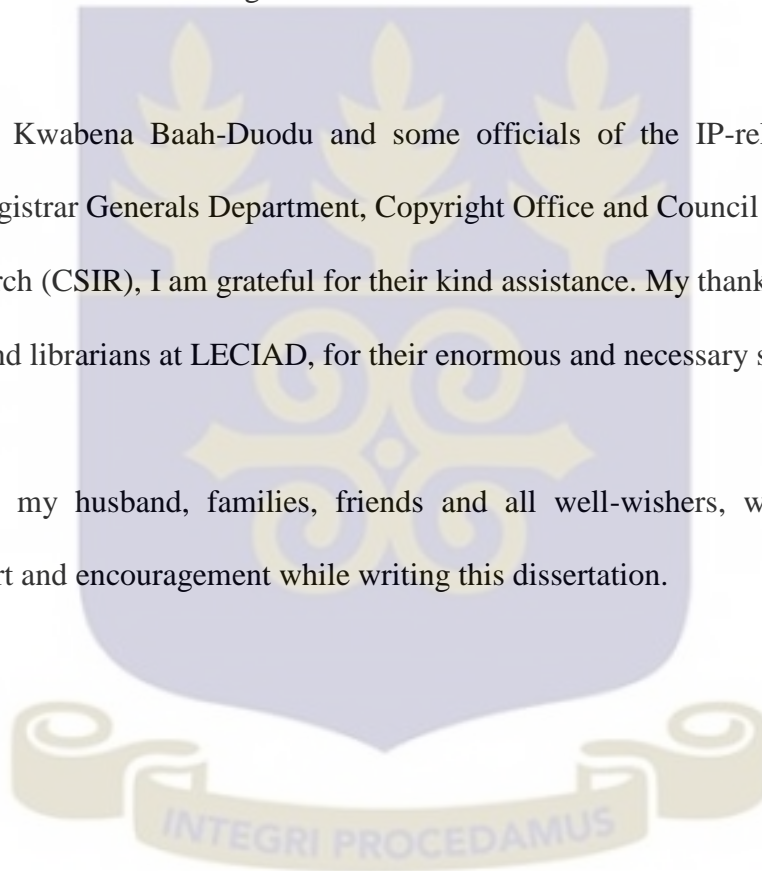 Kwabena Baah-Duodu and some officials of the IP-rel
gistrar Generals Department, Copyright Office and Council
rch (CSIR), I am grateful for their kind assistance. My thank
nd librarians at LECIAD, for their enormous and necessary s
my husband, families, friends and all well-wishers, w
rt and encouragement while writing this dissertation.
INTEGRI PROCEDAMUS